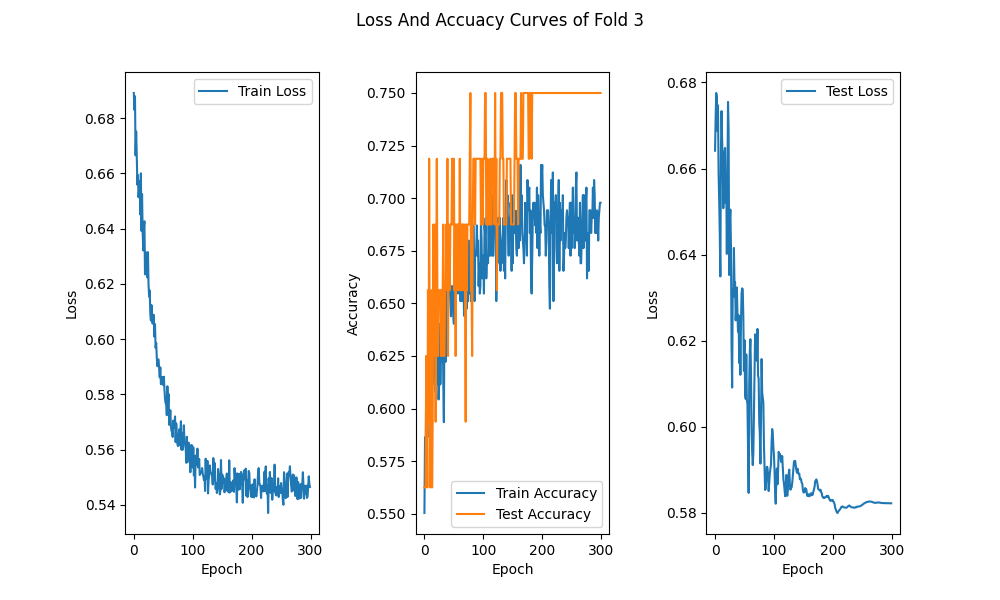 Loss And Accuacy Curves of Fold 3
Train Loss
0.68
0.66
0.64
0.62
0.60
0.58
0.56
0.54
Loss
0 100 200 300
Epoch
0.750
0.725
0.700
0.675
0.650
0.625
0.600
0.575
0.550
Accuracy
Train Accuracy
Test Accuracy
0 100 200 300
Epoch
Test Loss
0.68
0.66
0.64
0.62
0.60
0.58
Loss
0 100 200 300
Epoch